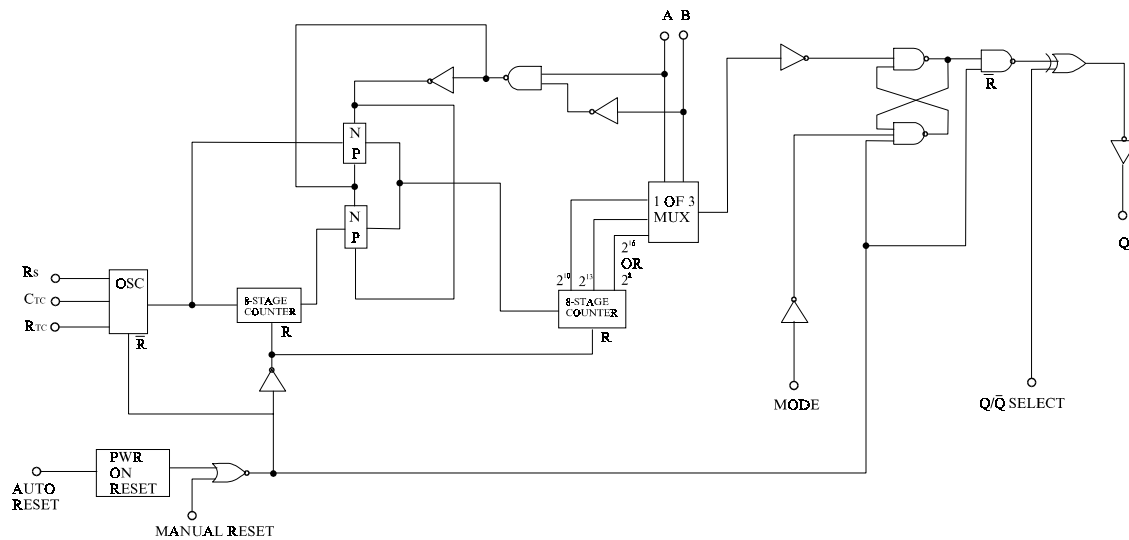 A B
N
P
1 OF 3
MUX
R̅
N
P
2¹⁶
OR
2¹⁰ 2¹³ 2⁸
Q
RS
OSC
CTC
RTC
R̅
8-STAGE
COUNTER
R
8-STAGE
COUNTER
R
MODE
Q/Q̅ SELECT
PWR
ON
RESET
AUTO
RESET
MANUAL RESET